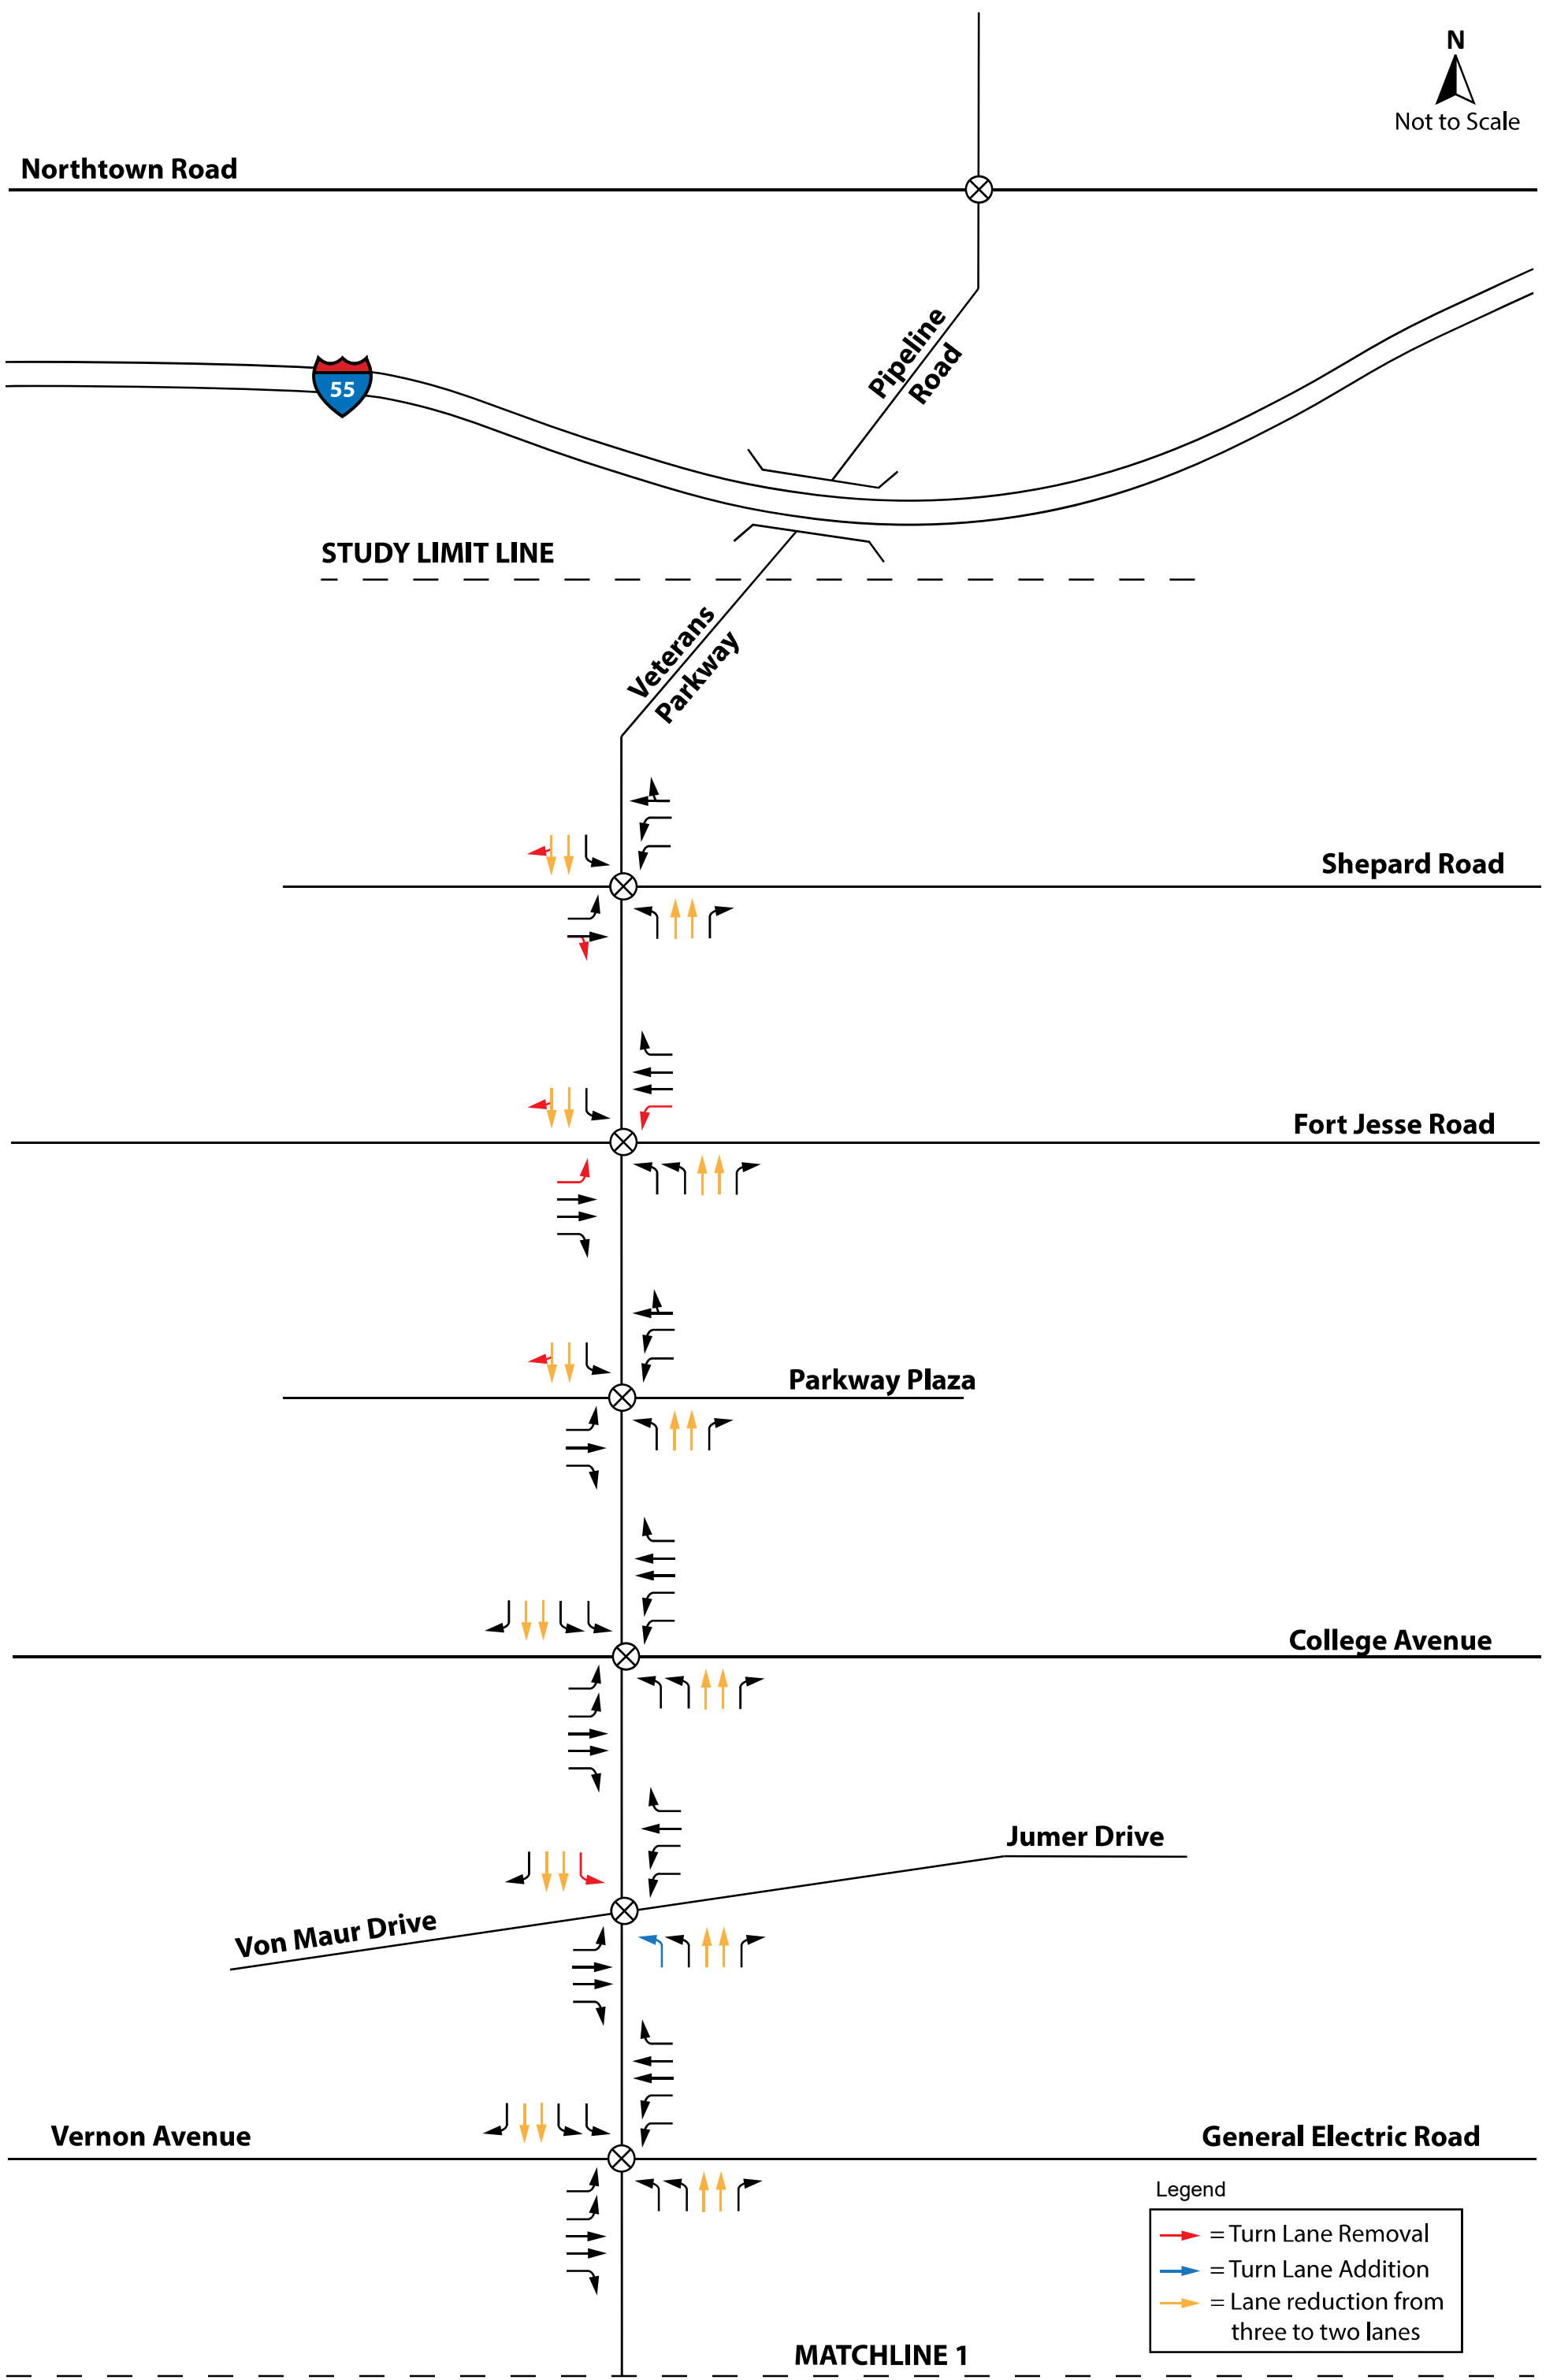 N
Not to Scale
Northtown Road
Pipeline
Road
55
STUDY LIMIT LINE
Veterans
Parkway
Shepard Road
Fort Jesse Road
Parkway Plaza
College Avenue
Jumer Drive
Von Maur Drive
Vernon Avenue
General Electric Road
Legend
= Turn Lane Removal
= Turn Lane Addition
= Lane reduction from
three to two lanes
MATCHLINE 1